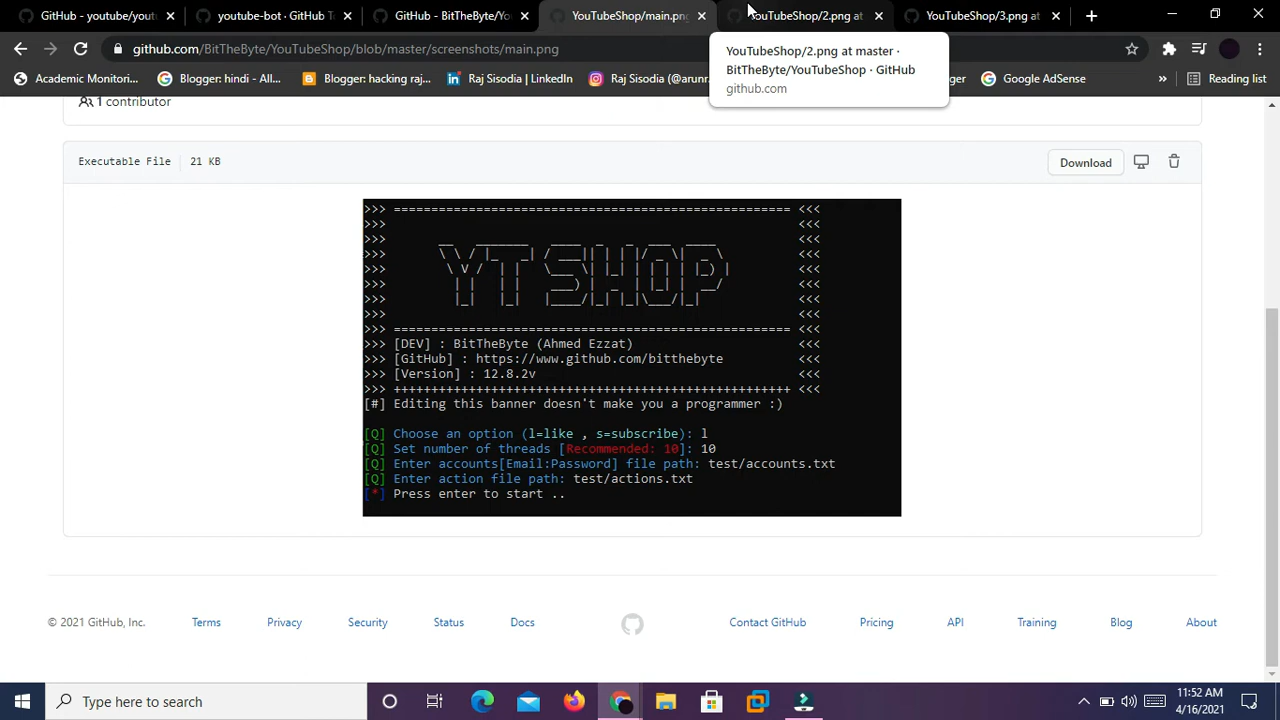 GitHub - youtube/yout
youtube-bot · GitHub T
GitHub - BitTheByte/Yo
YouTubeShop/main.png
YouTubeShop/2.png at
YouTubeShop/3.png at
github.com/BitTheByte/YouTubeShop/blob/master/screenshots/main.png
YouTubeShop/2.png at master ·
BitTheByte/YouTubeShop · GitHub
github.com
Academic Monitori...
Blogger: hindi - All...
Blogger: hacking raj...
Raj Sisodia | LinkedIn
Raj Sisodia (@arunr
ger
Google AdSense
»
Reading list
1 contributor
Executable File 21 KB
Download
>>> ===================================================== <<<
>>> <<<
>>> YT SHOP <<<
>>> <<<
>>> ===================================================== <<<
>>> [DEV] : BitTheByte (Ahmed Ezzat) <<<
>>> [GitHub] : https://www.github.com/bitthebyte <<<
>>> [Version] : 12.8.2v <<<
>>> +++++++++++++++++++++++++++++++++++++++++++++++++++++ <<<
[#] Editing this banner doesn't make you a programmer :)
[Q] Choose an option (l=like , s=subscribe): l
[Q] Set number of threads [Recommended: 10]: 10
[Q] Enter accounts[Email:Password] file path: test/accounts.txt
[Q] Enter action file path: test/actions.txt
[*] Press enter to start ..
© 2021 GitHub, Inc. Terms Privacy Security Status Docs Contact GitHub Pricing API Training Blog About
Type here to search
11:52 AM
4/16/2021